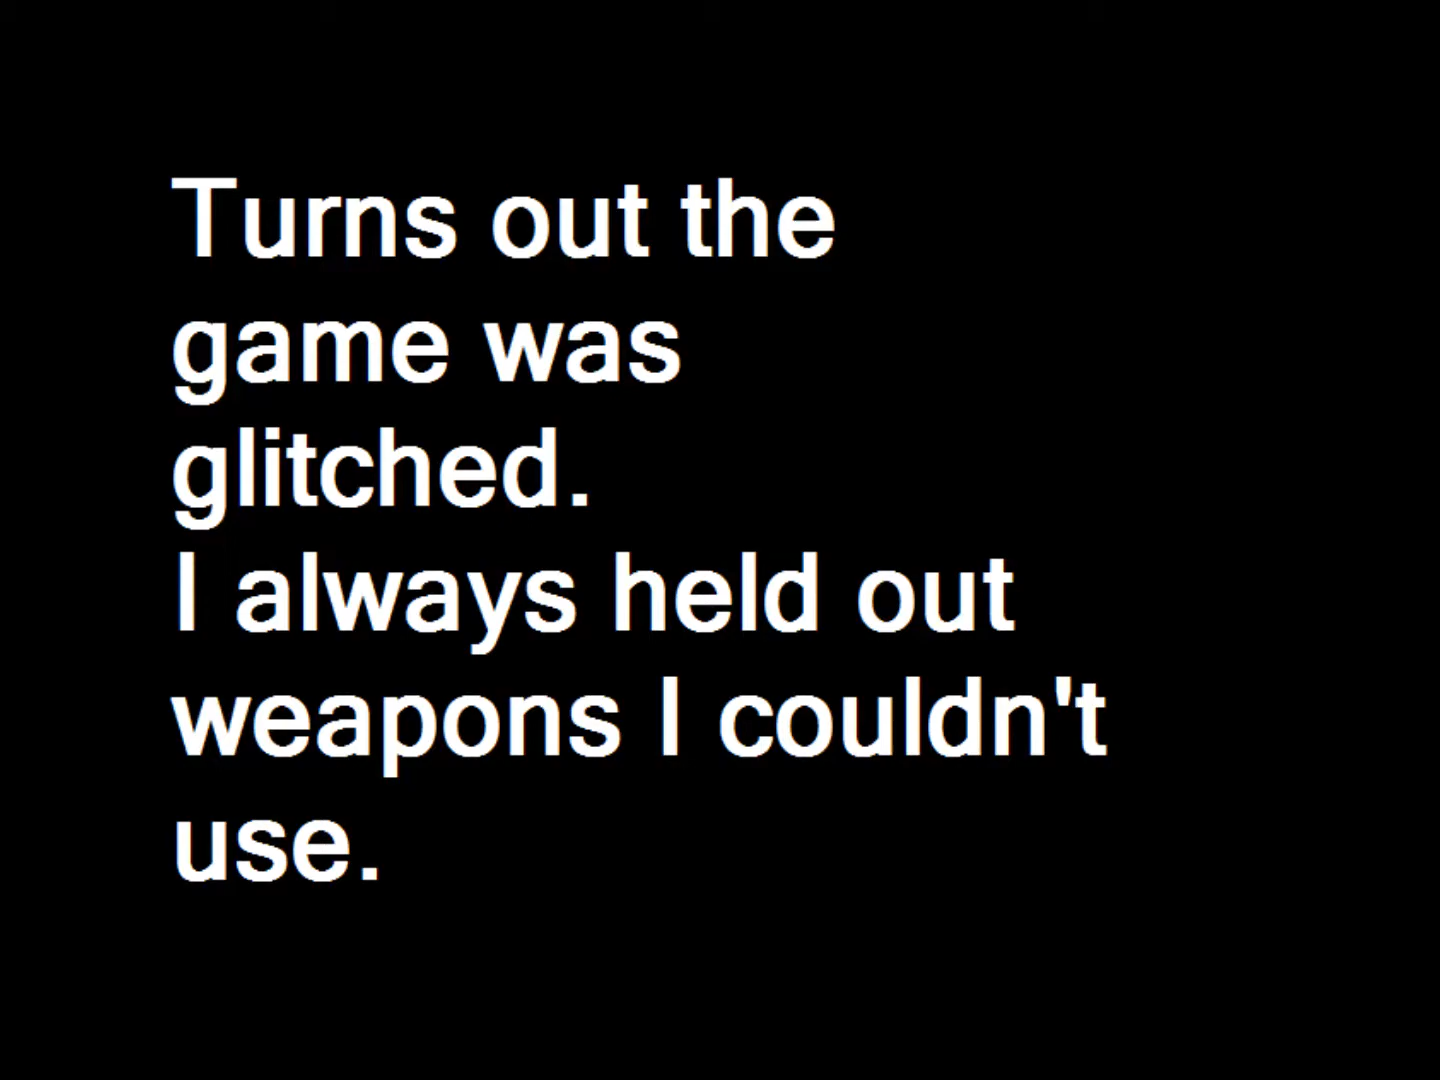 Turns out the
game was
glitched.
I always held out
weapons I couldn't
use.